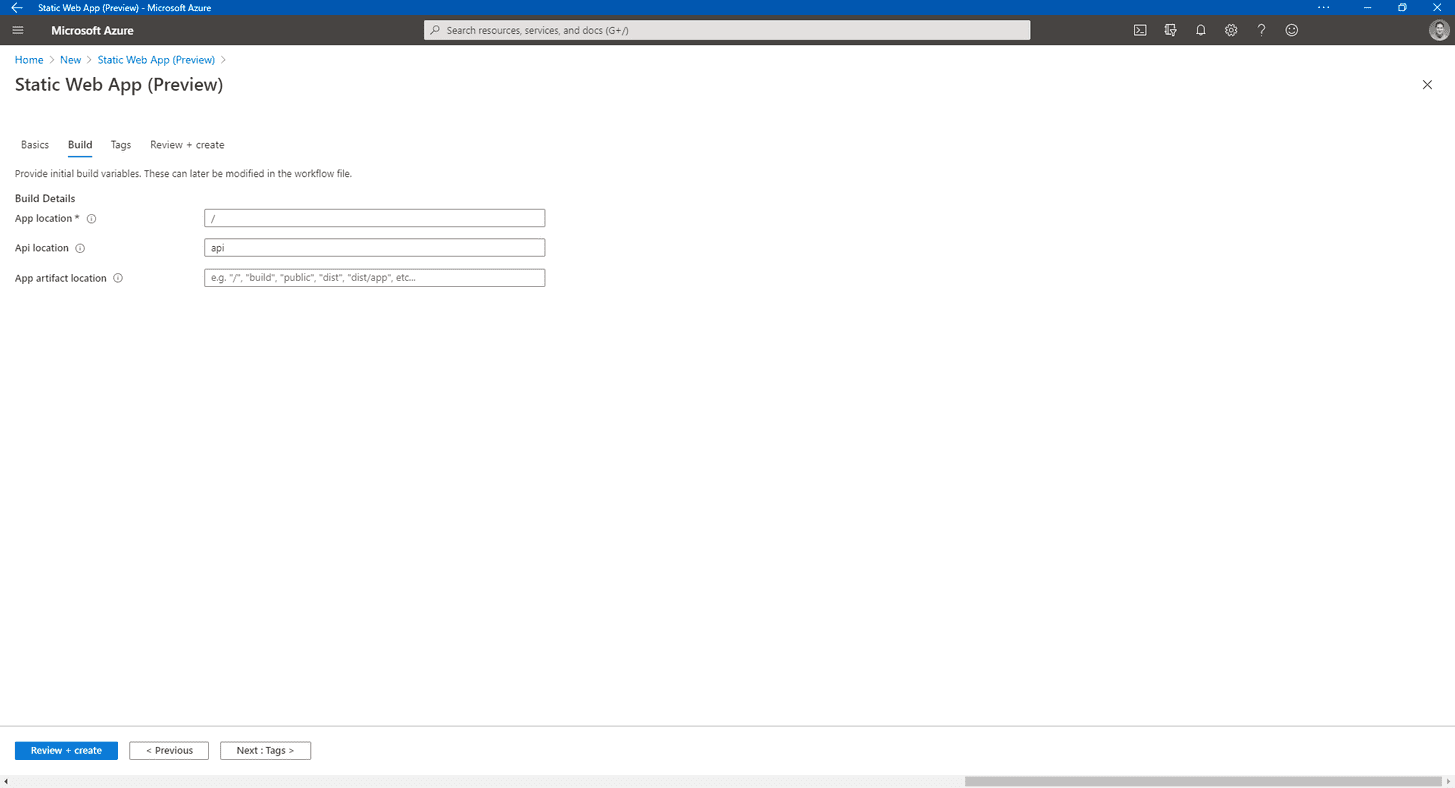 Static Web App (Preview) - Microsoft Azure
Microsoft Azure
Search resources, services, and docs (G+/)
Home > New > Static Web App (Preview) >
Static Web App (Preview)
Basics Build Tags Review + create
Provide initial build variables. These can later be modified in the workflow file.
Build Details
App location * /
Api location api
App artifact location e.g. "/", "build", "public", "dist", "dist/app", etc...
Review + create < Previous Next : Tags >